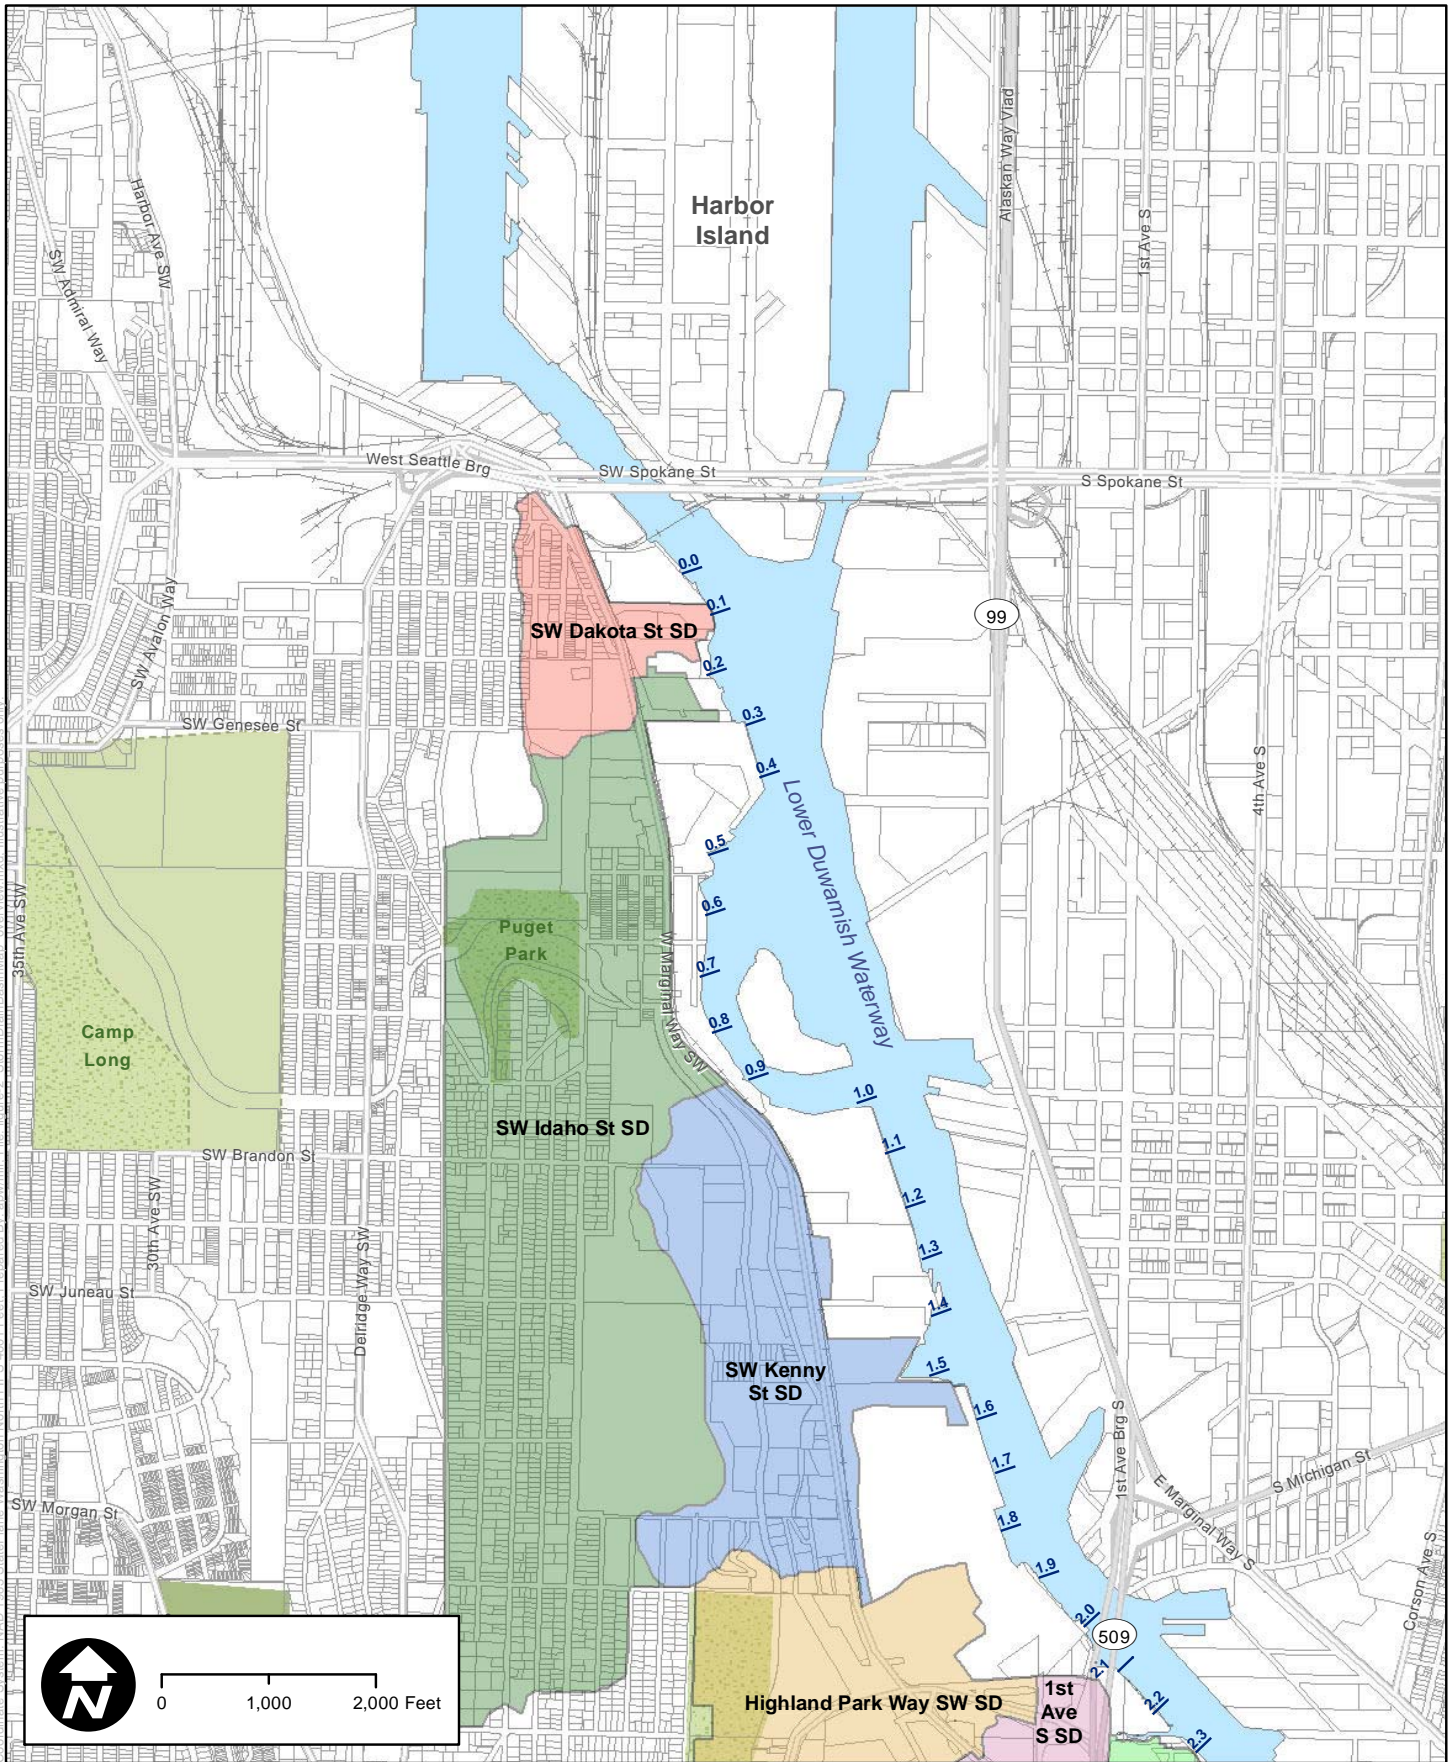 Harbor
Island
Alaskan Way Viad
1st Ave S
Harbor Ave SW
SW Admiral Way
West Seattle Brg
SW Spokane St
S Spokane St
0.0
0.1
99
SW Dakota St SD
SW Avalon Way
0.2
SW Genesee St
0.3
0.4
4th Ave S
Lower Duwamish Waterway
0.5
0.6
35th Ave SW
Puget
Park
W Marginal Way SW
0.7
0.8
Camp
Long
0.9
1.0
SW Idaho St SD
1.1
SW Brandon St
30th Ave SW
1.2
1.3
Delridge Way SW
SW Juneau St
1.4
SW Kenny
St SD
1.5
1.6
1st Ave Brg S
1.7
S Michigan St
E Marginal Way S
SW Morgan St
1.8
1.9
Corson Ave S
2.0
509
2.1
N
0
1,000
2,000 Feet
Highland Park Way SW SD
1st
Ave
S SD
2.2
2.3